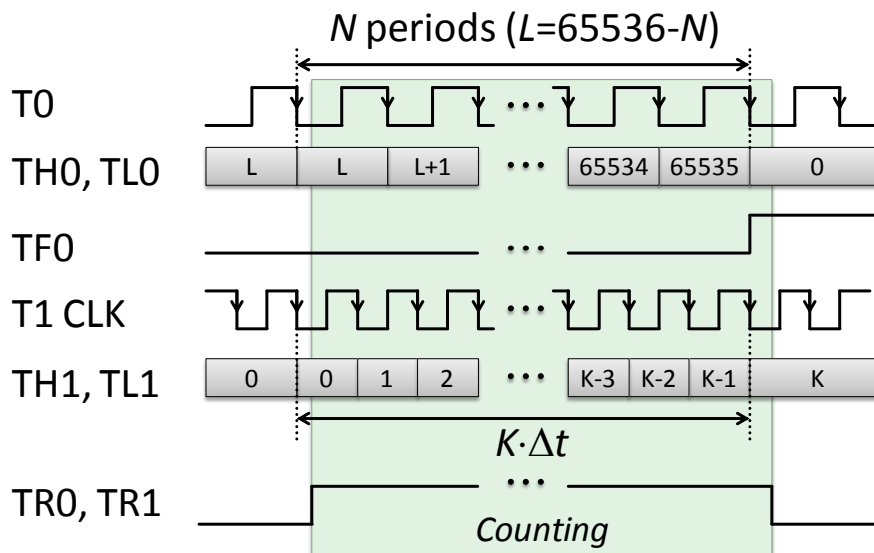 N periods (L=65536-N)
T0
TH0, TL0 L L L+1 ••• 65534 65535 0
TF0 •••
T1 CLK •••
TH1, TL1 0 0 1 2 ••• K-3 K-2 K-1 K
K·Δt
TR0, TR1 •••
Counting